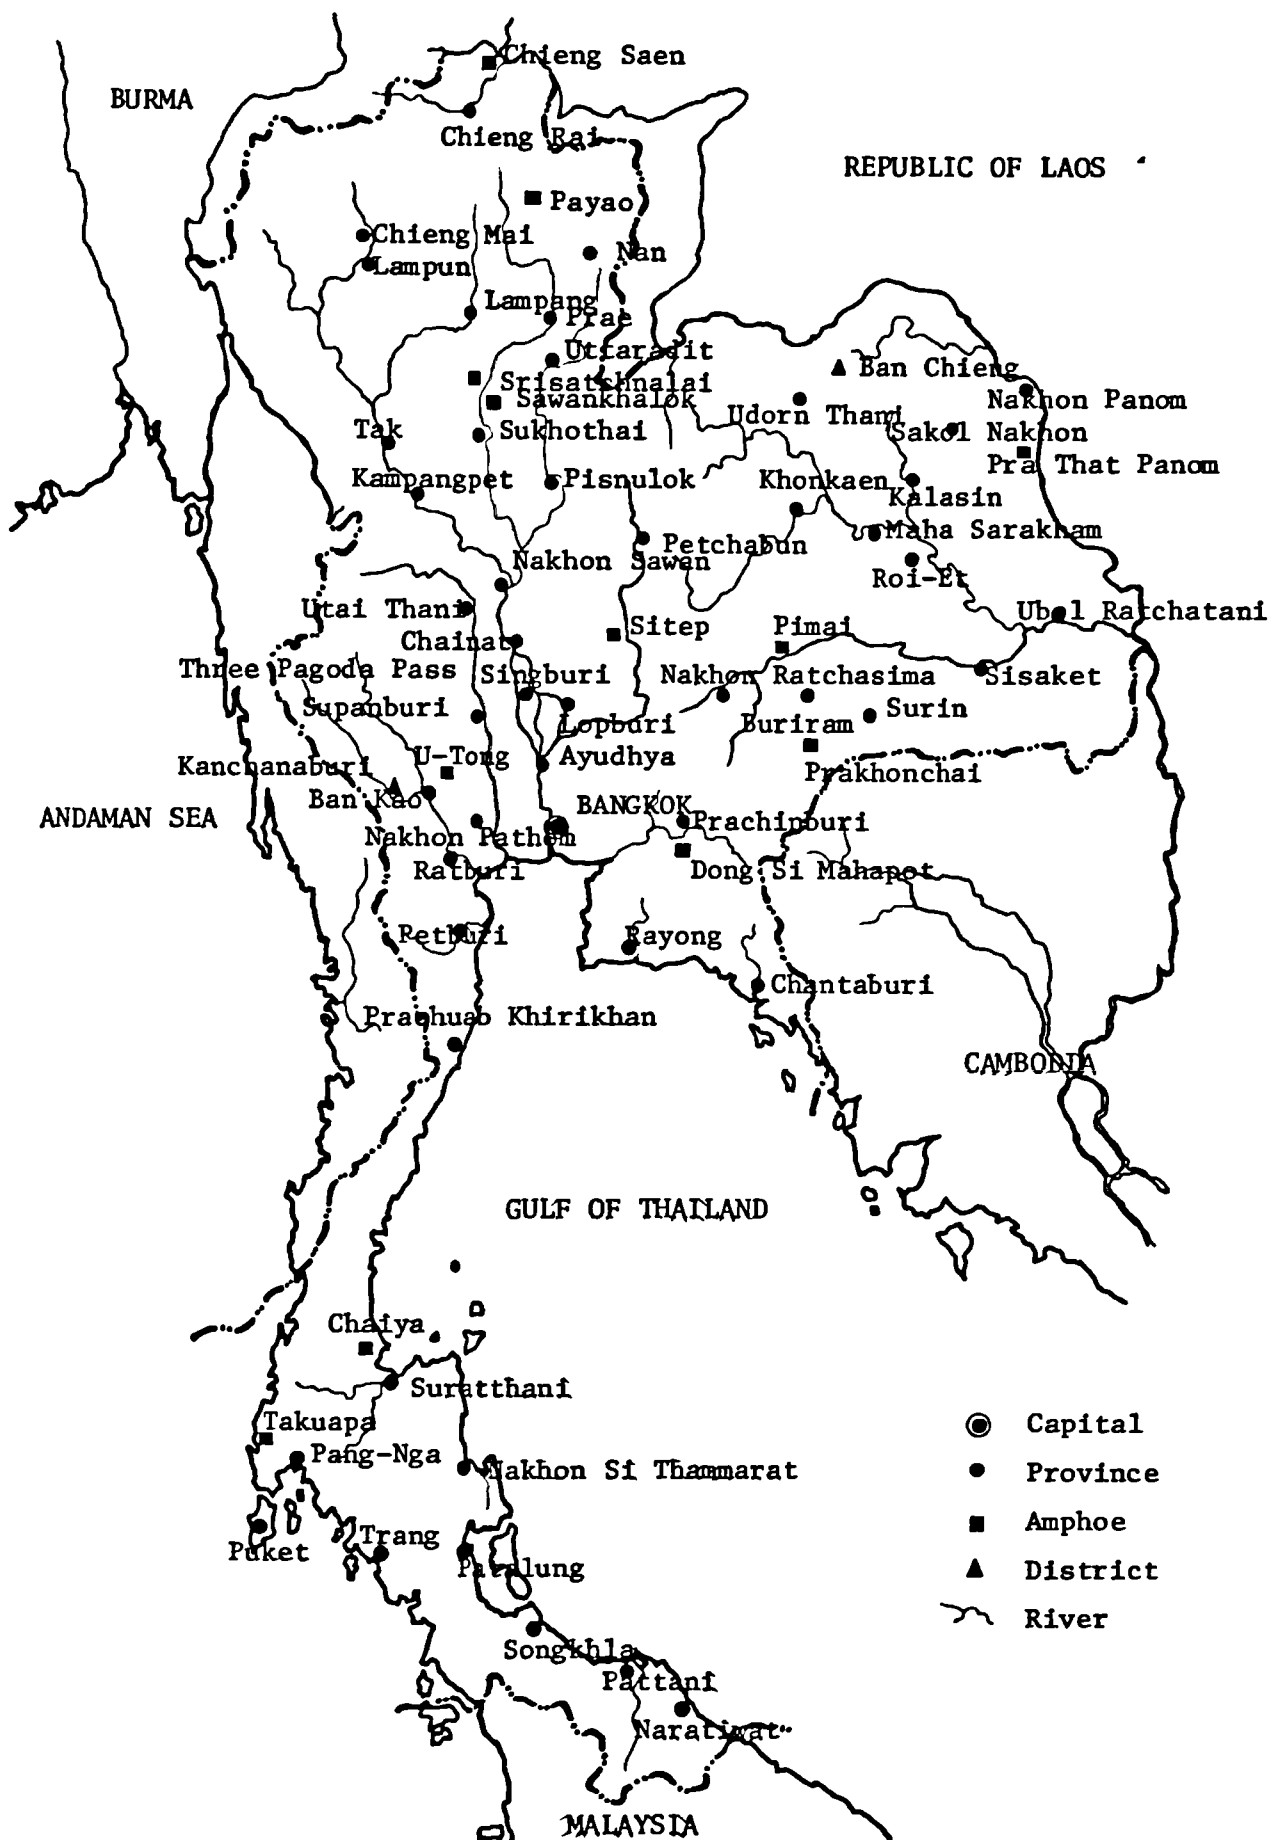 Chieng Saen
BURMA
Chieng Rai
REPUBLIC OF LAOS
Payao
Chieng Mai
Nan
Lampun
Lampang
Prae
Uttaradit
Ban Chieng
Srisatchnalai
Sawankhalok
Nakhon Panom
Udorn Thani
Tak
Sukhothai
Sakol Nakhon
Pra That Panom
Kampangpet
Pisnulok
Khonkaen
Kalasin
Maha Sarakham
Petchabun
Nakhon Sawan
Roi-Et
Utai Thani
Ubol Ratchatani
Chainat
Sitep
Pimai
Three Pagoda Pass
Singburi
Nakhon Ratchasima
Sisaket
Supanburi
Lopburi
Buriram
Surin
U-Tong
Ayudhya
Kanchanaburi
Prakhonchai
Ban Kao
BANGKOK
ANDAMAN SEA
Prachinburi
Nakhon Pathom
Ratburi
Dong Si Mahapot
Petburi
Rayong
Chantaburi
Prachuab Khirikhan
CAMBODIA
GULF OF THAILAND
Chaiya
Suratthani
Takuapa
Pang-Nga
Nakhon Si Thammarat
Puket
Trang
Patalung
Songkhla
Pattani
Naratiwat
MALAYSIA
Capital
Province
Amphoe
District
River